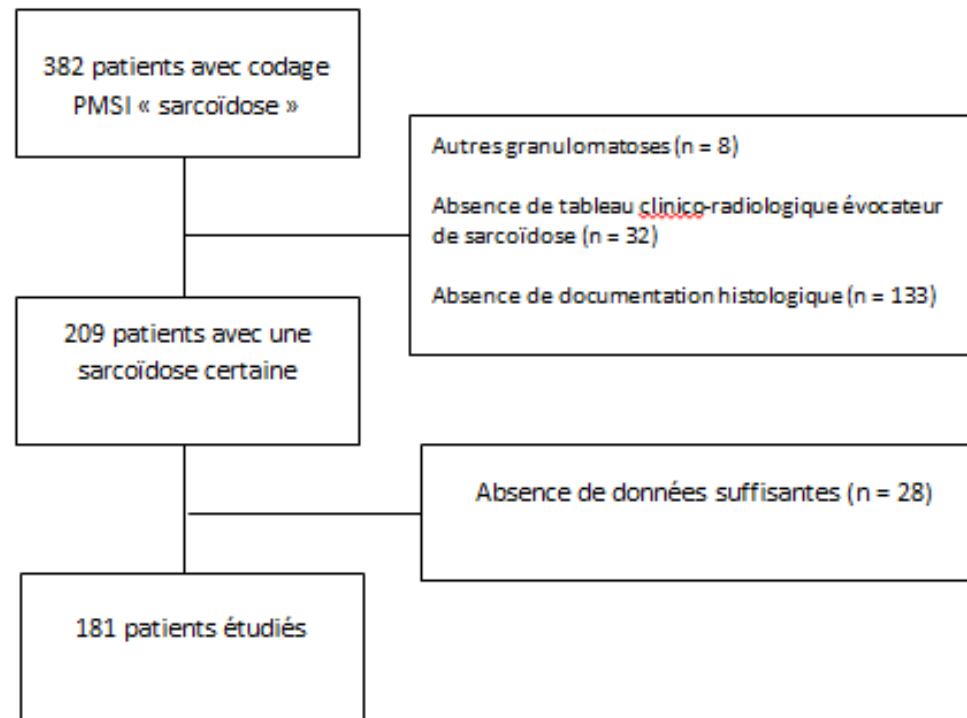 382 patients avec codage
PMSI « sarcoïdose »
Autres granulomatoses (n = 8)
Absence de tableau clinico-radiologique évocateur
de sarcoïdose (n = 32)
Absence de documentation histologique (n = 133)
209 patients avec une
sarcoïdose certaine
Absence de données suffisantes (n = 28)
181 patients étudiés